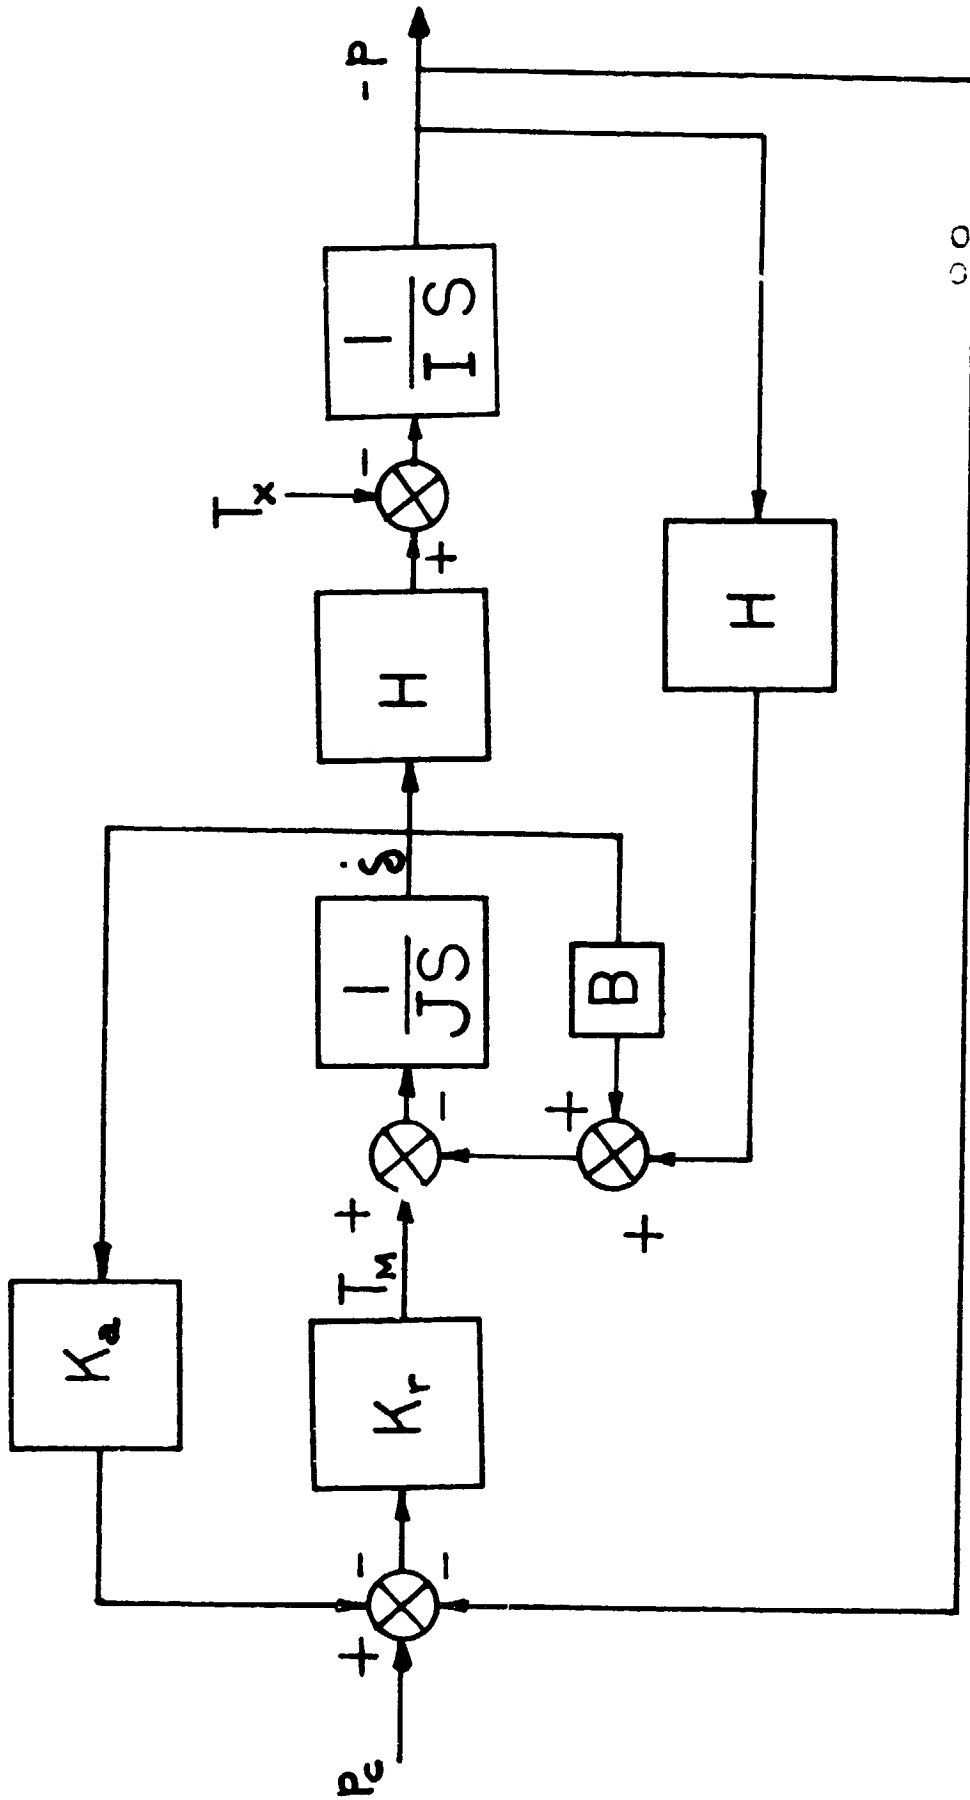 Pc
+
-
-
Kr
TM
+
-
1
JS
δ̇
H
+
Tx
-
1
IS
-P
Ka
B
+
+
H